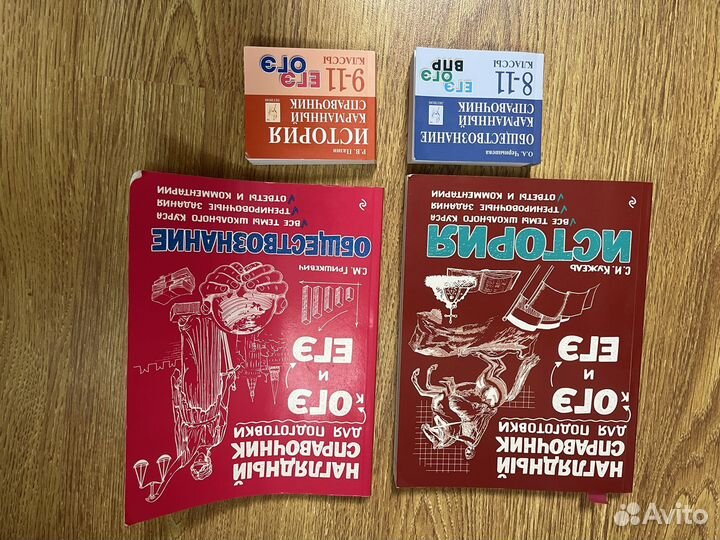 Р.В. Пазин
ИСТОРИЯ
КАРМАННЫЙ
СПРАВОЧНИК
9-11
КЛАССЫ
ЕГЭ
ОГЭ
О.А. Чернышева
ОБЩЕСТВОЗНАНИЕ
КАРМАННЫЙ
СПРАВОЧНИК
8-11
КЛАССЫ
ЕГЭ
ОГЭ
ВПР
НАГЛЯДНЫЙ
СПРАВОЧНИК
ДЛЯ ПОДГОТОВКИ
К ОГЭ
И
ЕГЭ
С.М. Гришкевич
ОБЩЕСТВОЗНАНИЕ
ВСЕ ТЕМЫ ШКОЛЬНОГО КУРСА
ТРЕНИРОВОЧНЫЕ ЗАДАНИЯ
ОТВЕТЫ И КОММЕНТАРИИ
НАГЛЯДНЫЙ
СПРАВОЧНИК
ДЛЯ ПОДГОТОВКИ
К ОГЭ
И
ЕГЭ
С.И. Кужель
ИСТОРИЯ
ВСЕ ТЕМЫ ШКОЛЬНОГО КУРСА
ТРЕНИРОВОЧНЫЕ ЗАДАНИЯ
ОТВЕТЫ И КОММЕНТАРИИ
Avito